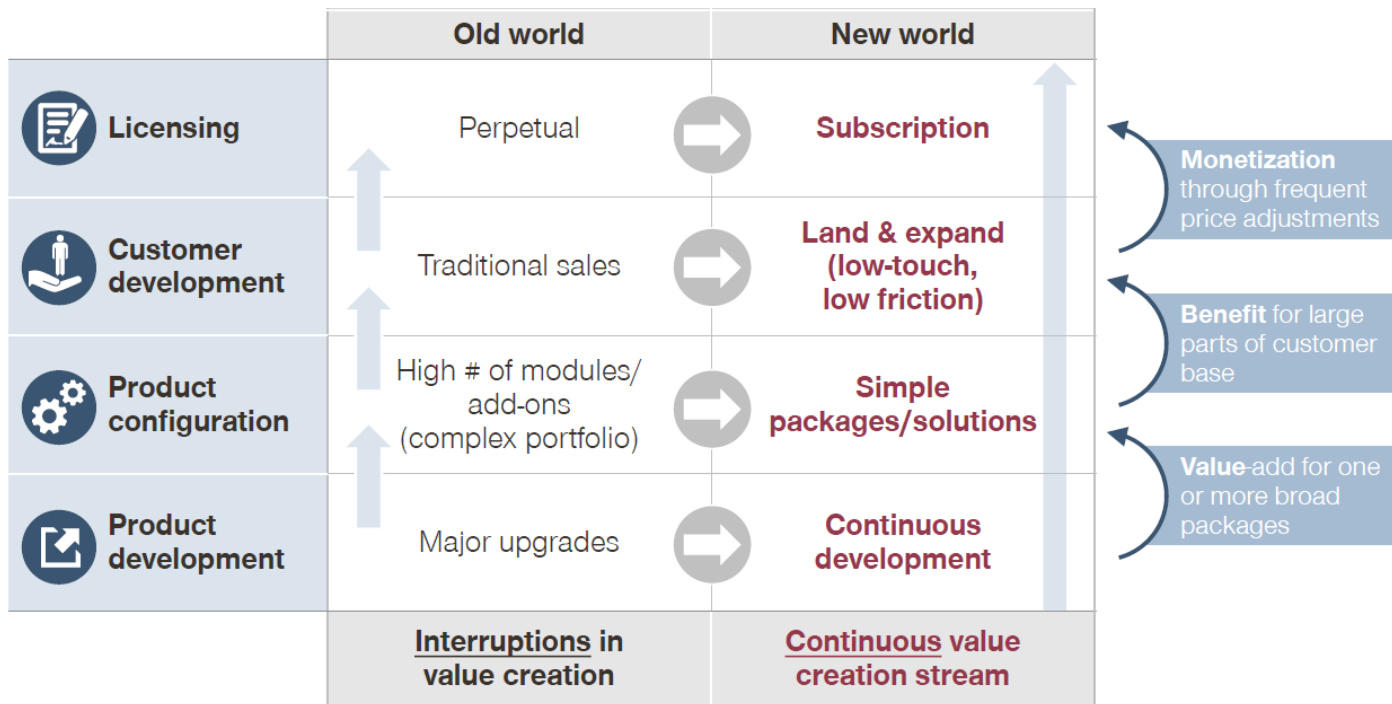 Old world
New world
Licensing
Perpetual
Subscription
Monetization
through frequent
price adjustments
Customer
development
Traditional sales
Land & expand
(low-touch,
low friction)
Benefit for large
parts of customer
base
Product
configuration
High # of modules/
add-ons
(complex portfolio)
Simple
packages/solutions
Value-add for one
or more broad
packages
Product
development
Major upgrades
Continuous
development
Interruptions in
value creation
Continuous value
creation stream